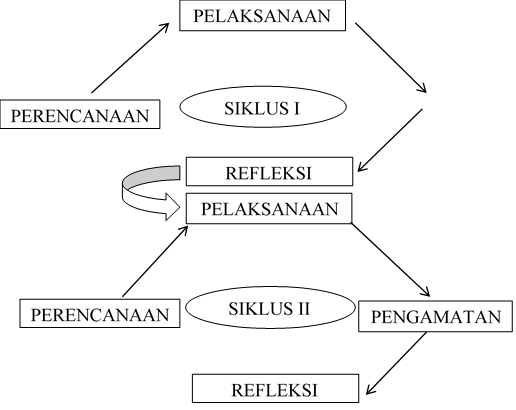 PELAKSANAAN
PERENCANAAN
SIKLUS I
REFLEKSI
PELAKSANAAN
PERENCANAAN
SIKLUS II
PENGAMATAN
REFLEKSI